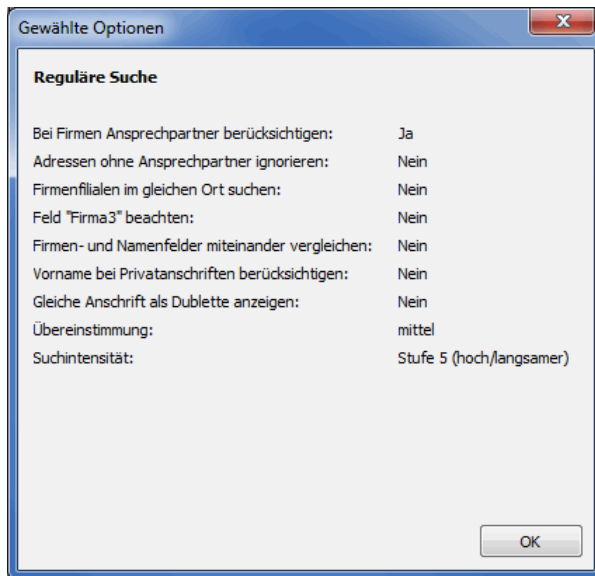 Gewählte Optionen
Reguläre Suche
Bei Firmen Ansprechpartner berücksichtigen: Ja
Adressen ohne Ansprechpartner ignorieren: Nein
Firmenfilialen im gleichen Ort suchen: Nein
Feld "Firma3" beachten: Nein
Firmen- und Namenfelder miteinander vergleichen: Nein
Vorname bei Privatanschriften berücksichtigen: Nein
Gleiche Anschrift als Dublette anzeigen: Nein
Übereinstimmung: mittel
Suchintensität: Stufe 5 (hoch/langsamer)
OK